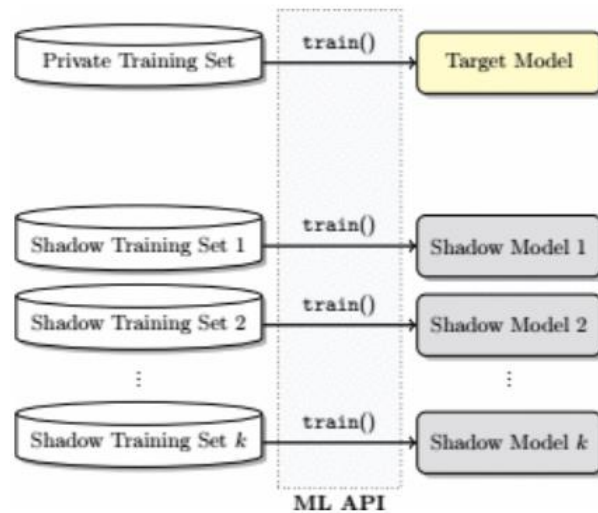 Private Training Set train() Target Model
Shadow Training Set 1 train() Shadow Model 1
Shadow Training Set 2 train() Shadow Model 2
⋮ ⋮
Shadow Training Set k train() Shadow Model k
ML API